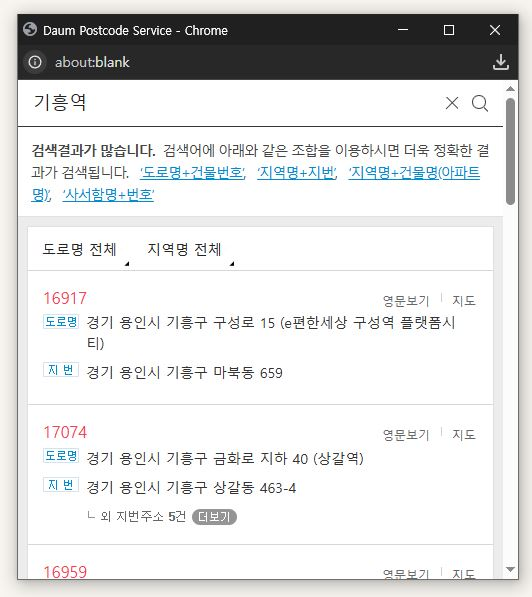 Daum Postcode Service - Chrome
about:blank
기흥역
검색결과가 많습니다. 검색어에 아래와 같은 조합을 이용하시면 더욱 정확한 결
과가 검색됩니다. '도로명+건물번호', '지역명+지번', '지역명+건물명(아파트
명)', '사서함명+번호'
도로명 전체 지역명 전체
16917 영문보기 지도
도로명 경기 용인시 기흥구 구성로 15 (e편한세상 구성역 플랫폼시
티)
지번 경기 용인시 기흥구 마북동 659
17074 영문보기 지도
도로명 경기 용인시 기흥구 금화로 지하 40 (상갈역)
지번 경기 용인시 기흥구 상갈동 463-4
└ 외 지번주소 5건 더보기
16959 영문보기 지도